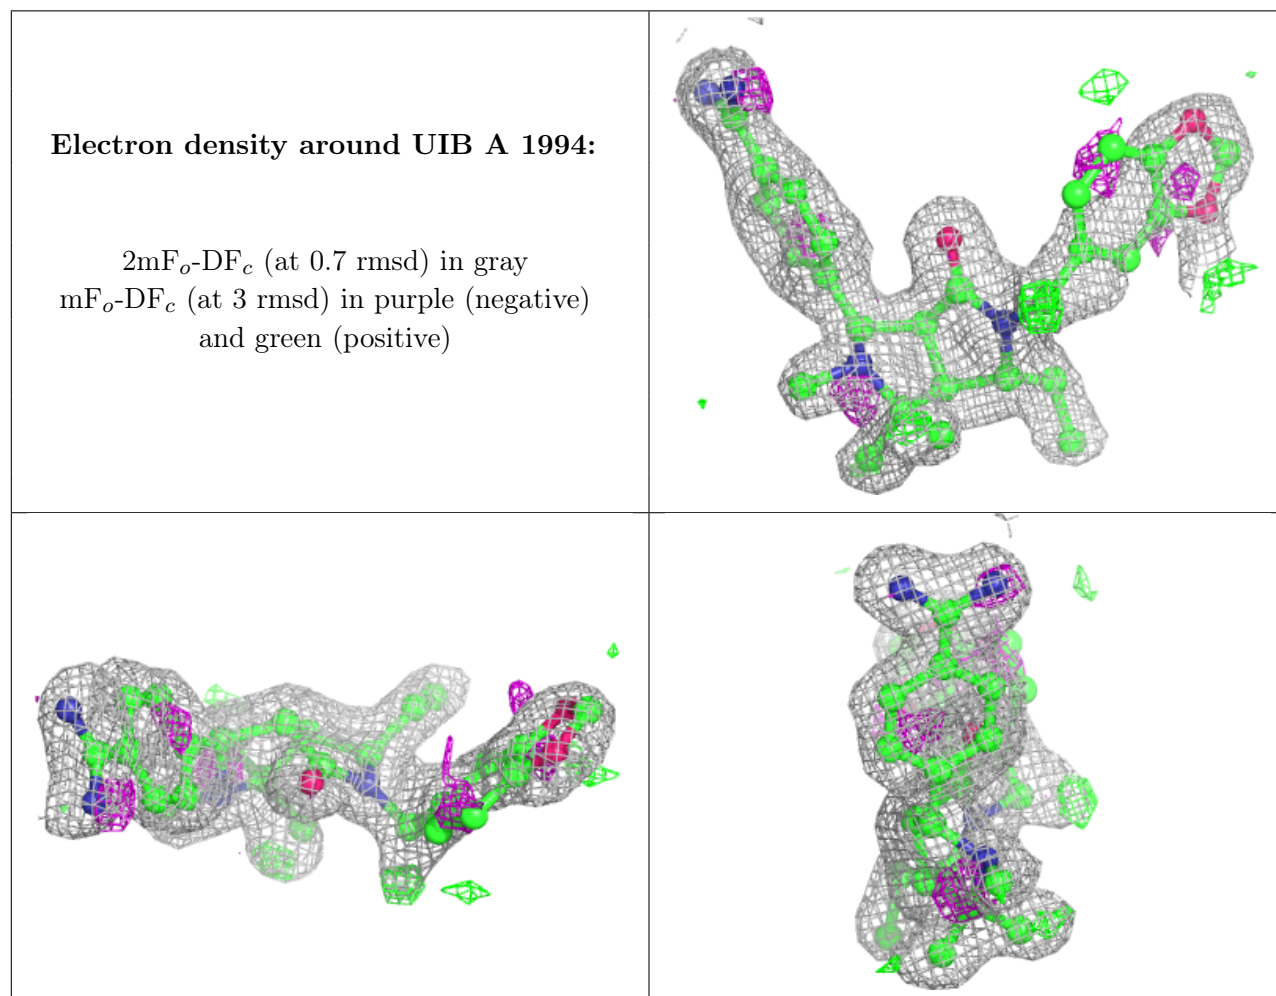 Electron density around UIB A 1994:
2mFo-DFc (at 0.7 rmsd) in gray
mFo-DFc (at 3 rmsd) in purple (negative)
and green (positive)